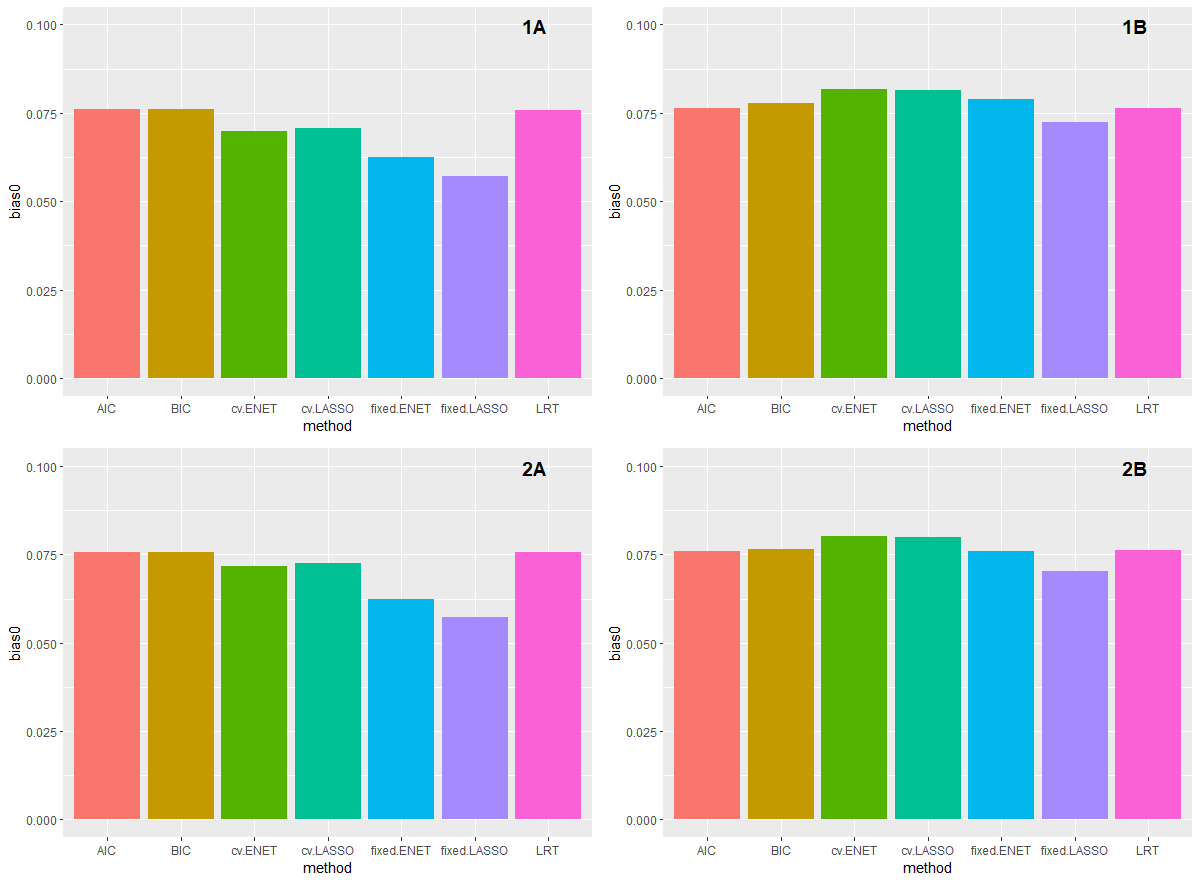 1A
0.100
0.075
0.050
0.025
0.000
bias0
AIC BIC cv.ENET cv.LASSO fixed.ENET fixed.LASSO LRT
method
1B
0.100
0.075
0.050
0.025
0.000
bias0
AIC BIC cv.ENET cv.LASSO fixed.ENET fixed.LASSO LRT
method
2A
0.100
0.075
0.050
0.025
0.000
bias0
AIC BIC cv.ENET cv.LASSO fixed.ENET fixed.LASSO LRT
method
2B
0.100
0.075
0.050
0.025
0.000
bias0
AIC BIC cv.ENET cv.LASSO fixed.ENET fixed.LASSO LRT
method